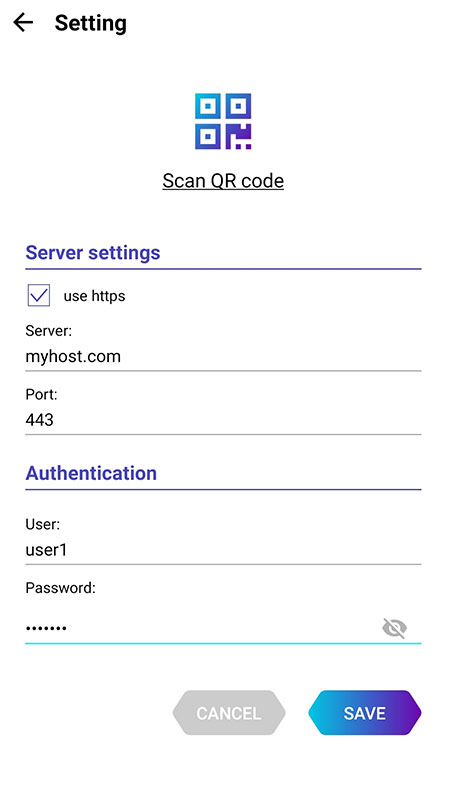 Setting
Scan QR code
Server settings
use https
Server:
myhost.com
Port:
443
Authentication
User:
user1
Password:
•••••••
CANCEL
SAVE